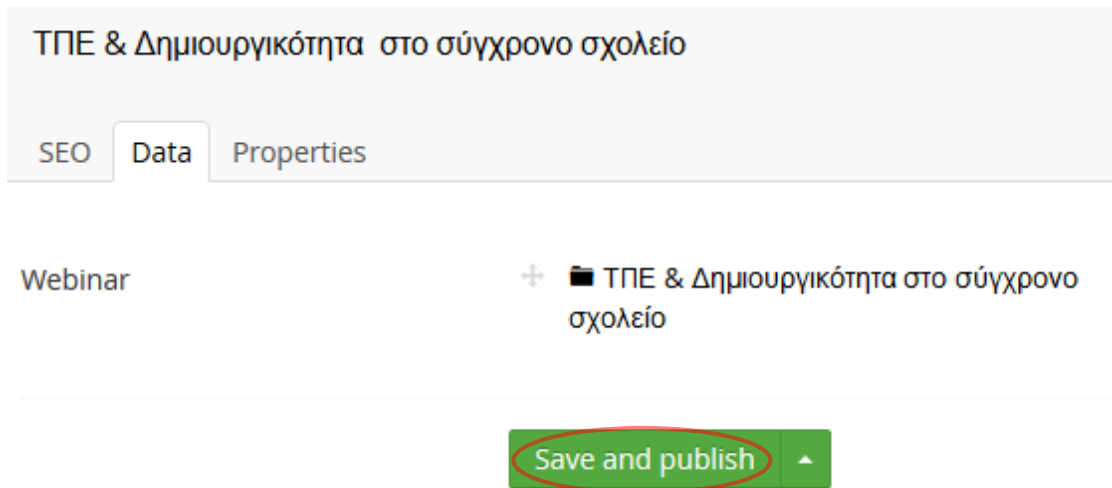 ΤΠΕ & Δημιουργικότητα στο σύγχρονο σχολείο
SEO Data Properties
Webinar
ΤΠΕ & Δημιουργικότητα στο σύγχρονο
σχολείο
Save and publish